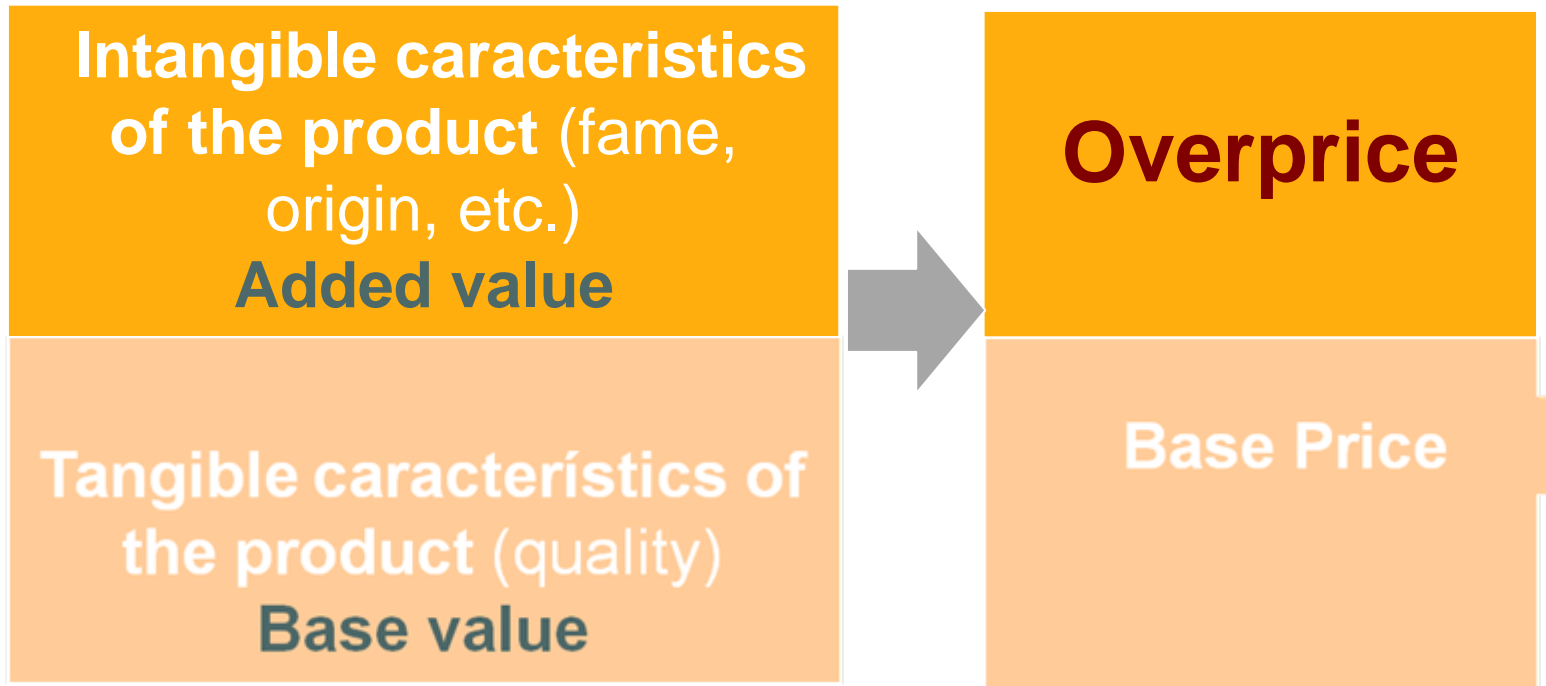 Intangible caracteristics
of the product (fame,
origin, etc.)
Added value
Tangible característics of
the product (quality)
Base value
Overprice
Base Price